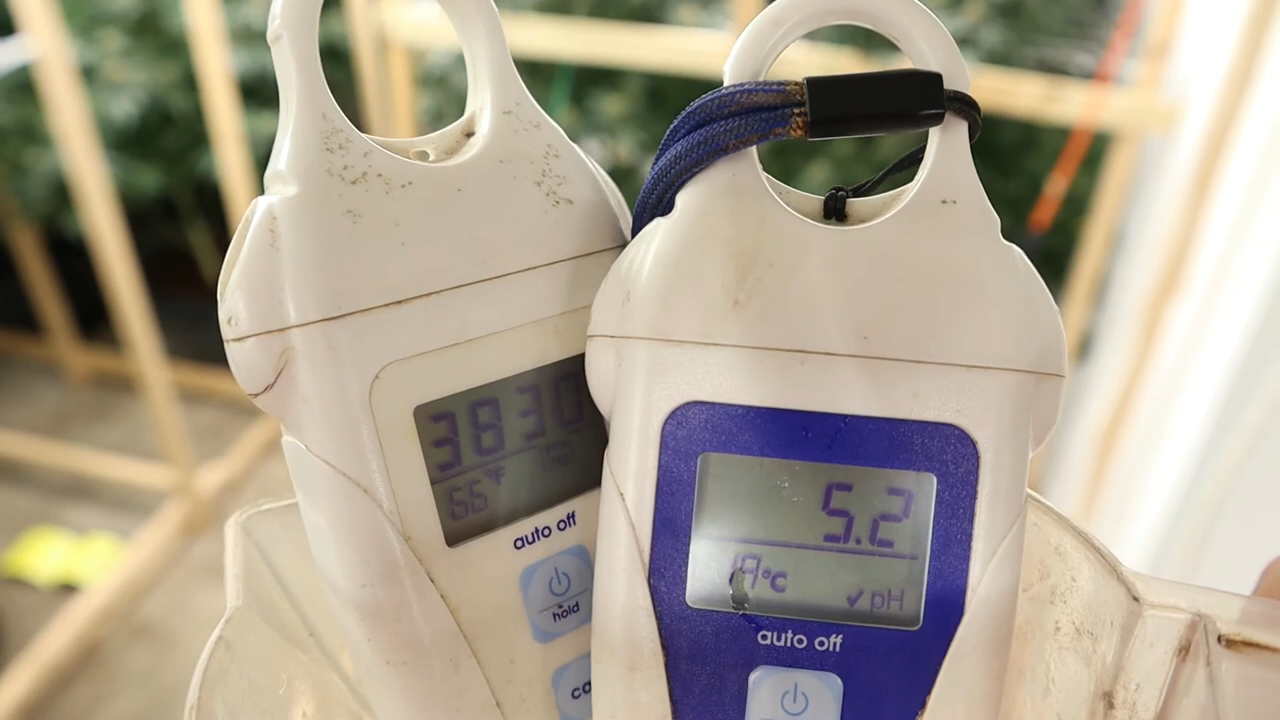 3830
66°F
auto off
hold
5.2
19°C
✓ pH
auto off